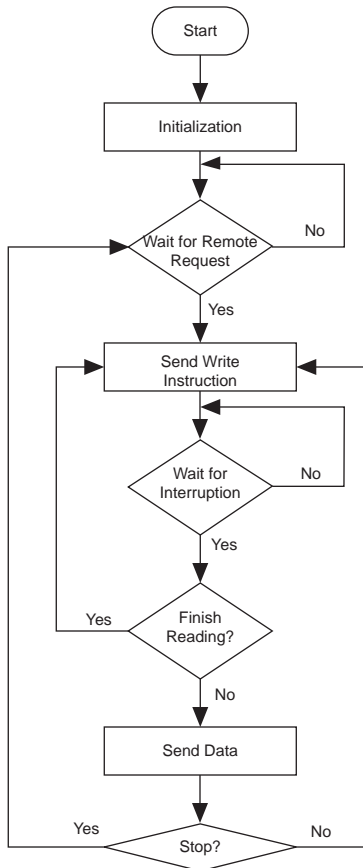 Start
Initialization
Wait for Remote
Request
No
Yes
Send Write
Instruction
Wait for
Interruption
No
Yes
Finish
Reading?
Yes
No
Send Data
Yes
Stop?
No